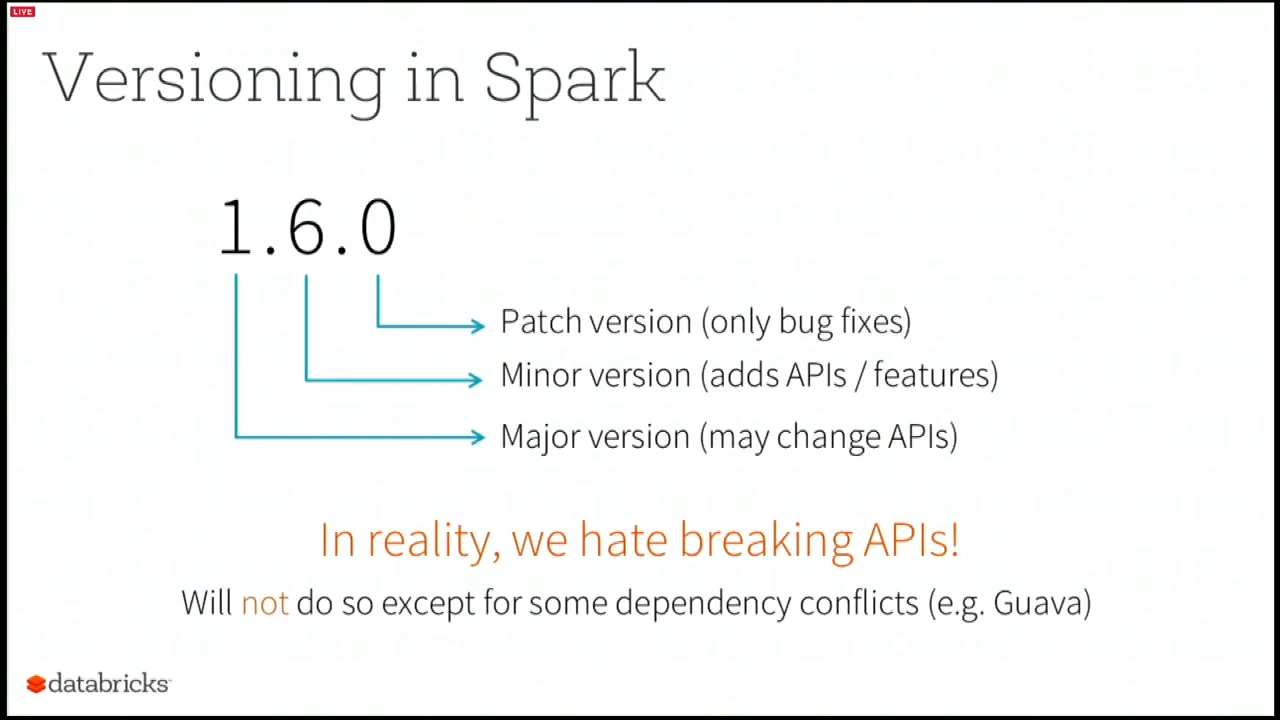 LIVE
Versioning in Spark
1.6.0
Patch version (only bug fixes)
Minor version (adds APIs / features)
Major version (may change APIs)
In reality, we hate breaking APIs!
Will not do so except for some dependency conflicts (e.g. Guava)
databricks